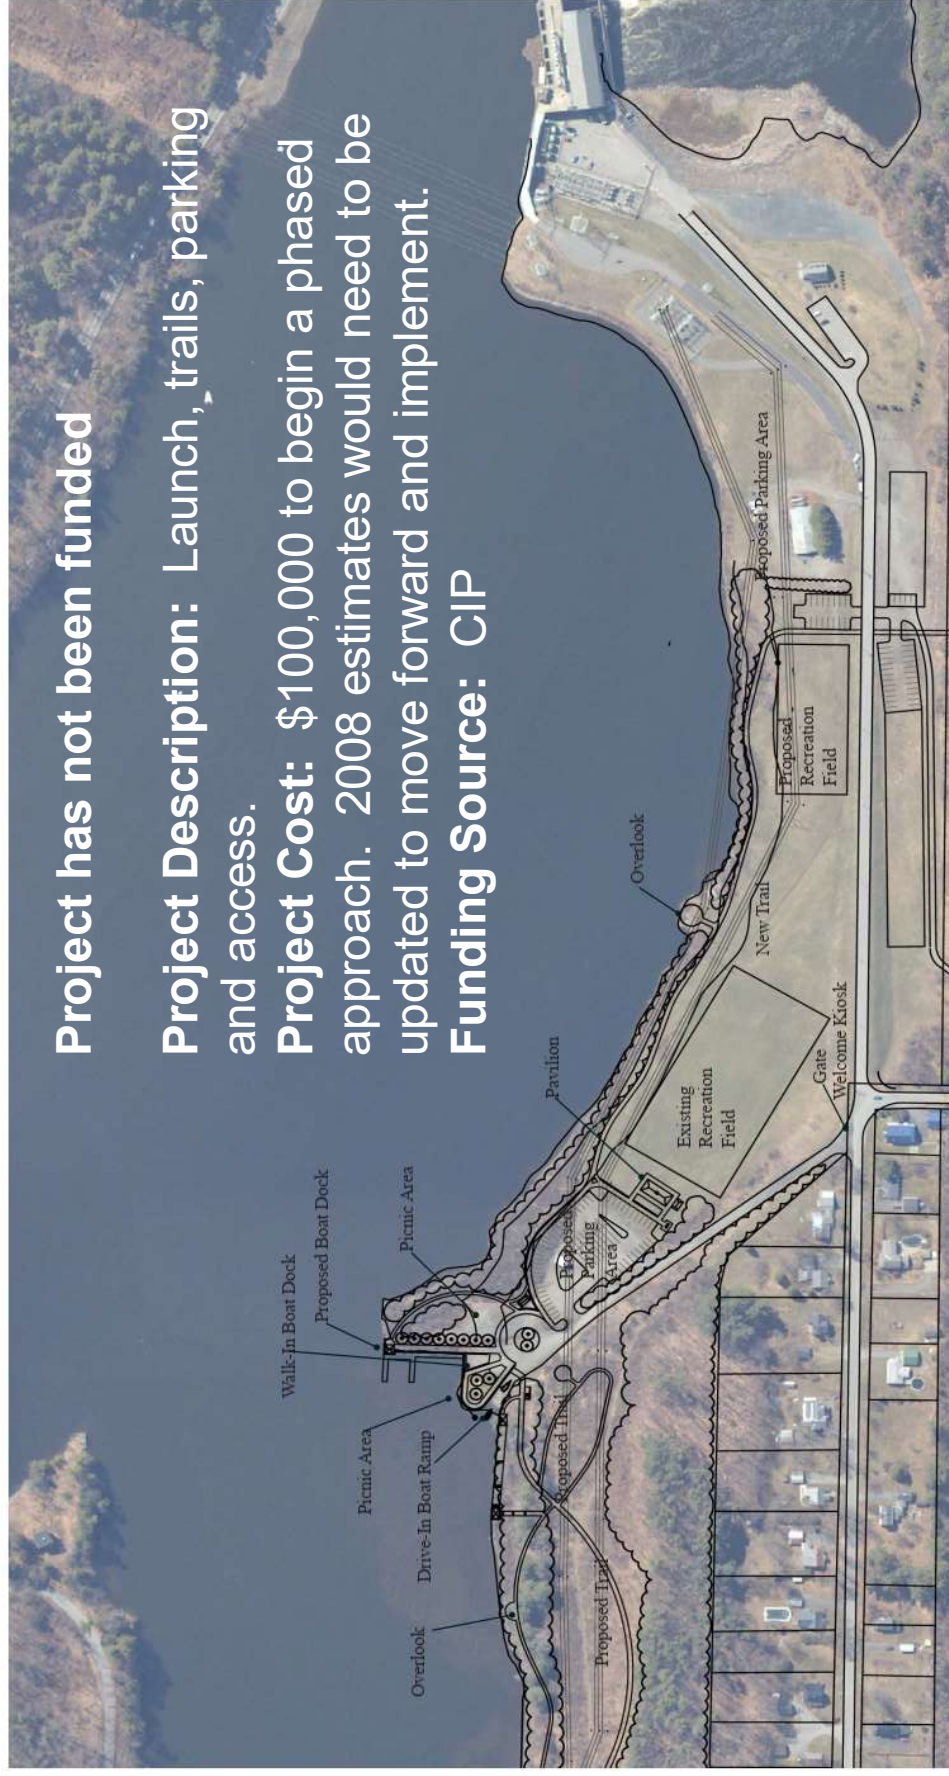 Project has not been funded
Project Description: Launch, trails, parking
and access.
Project Cost: $100,000 to begin a phased
approach. 2008 estimates would need to be
updated to move forward and implement.
Funding Source: CIP
Walk-In Boat Dock
Proposed Boat Dock
Picnic Area
Picnic Area
Drive-In Boat Ramp
Overlook
Proposed Trail
Proposed Trail
Proposed
Parking
Area
Pavilion
Existing
Recreation
Field
Gate
Welcome Kiosk
New Trail
Overlook
Proposed
Recreation
Field
Proposed Parking Area